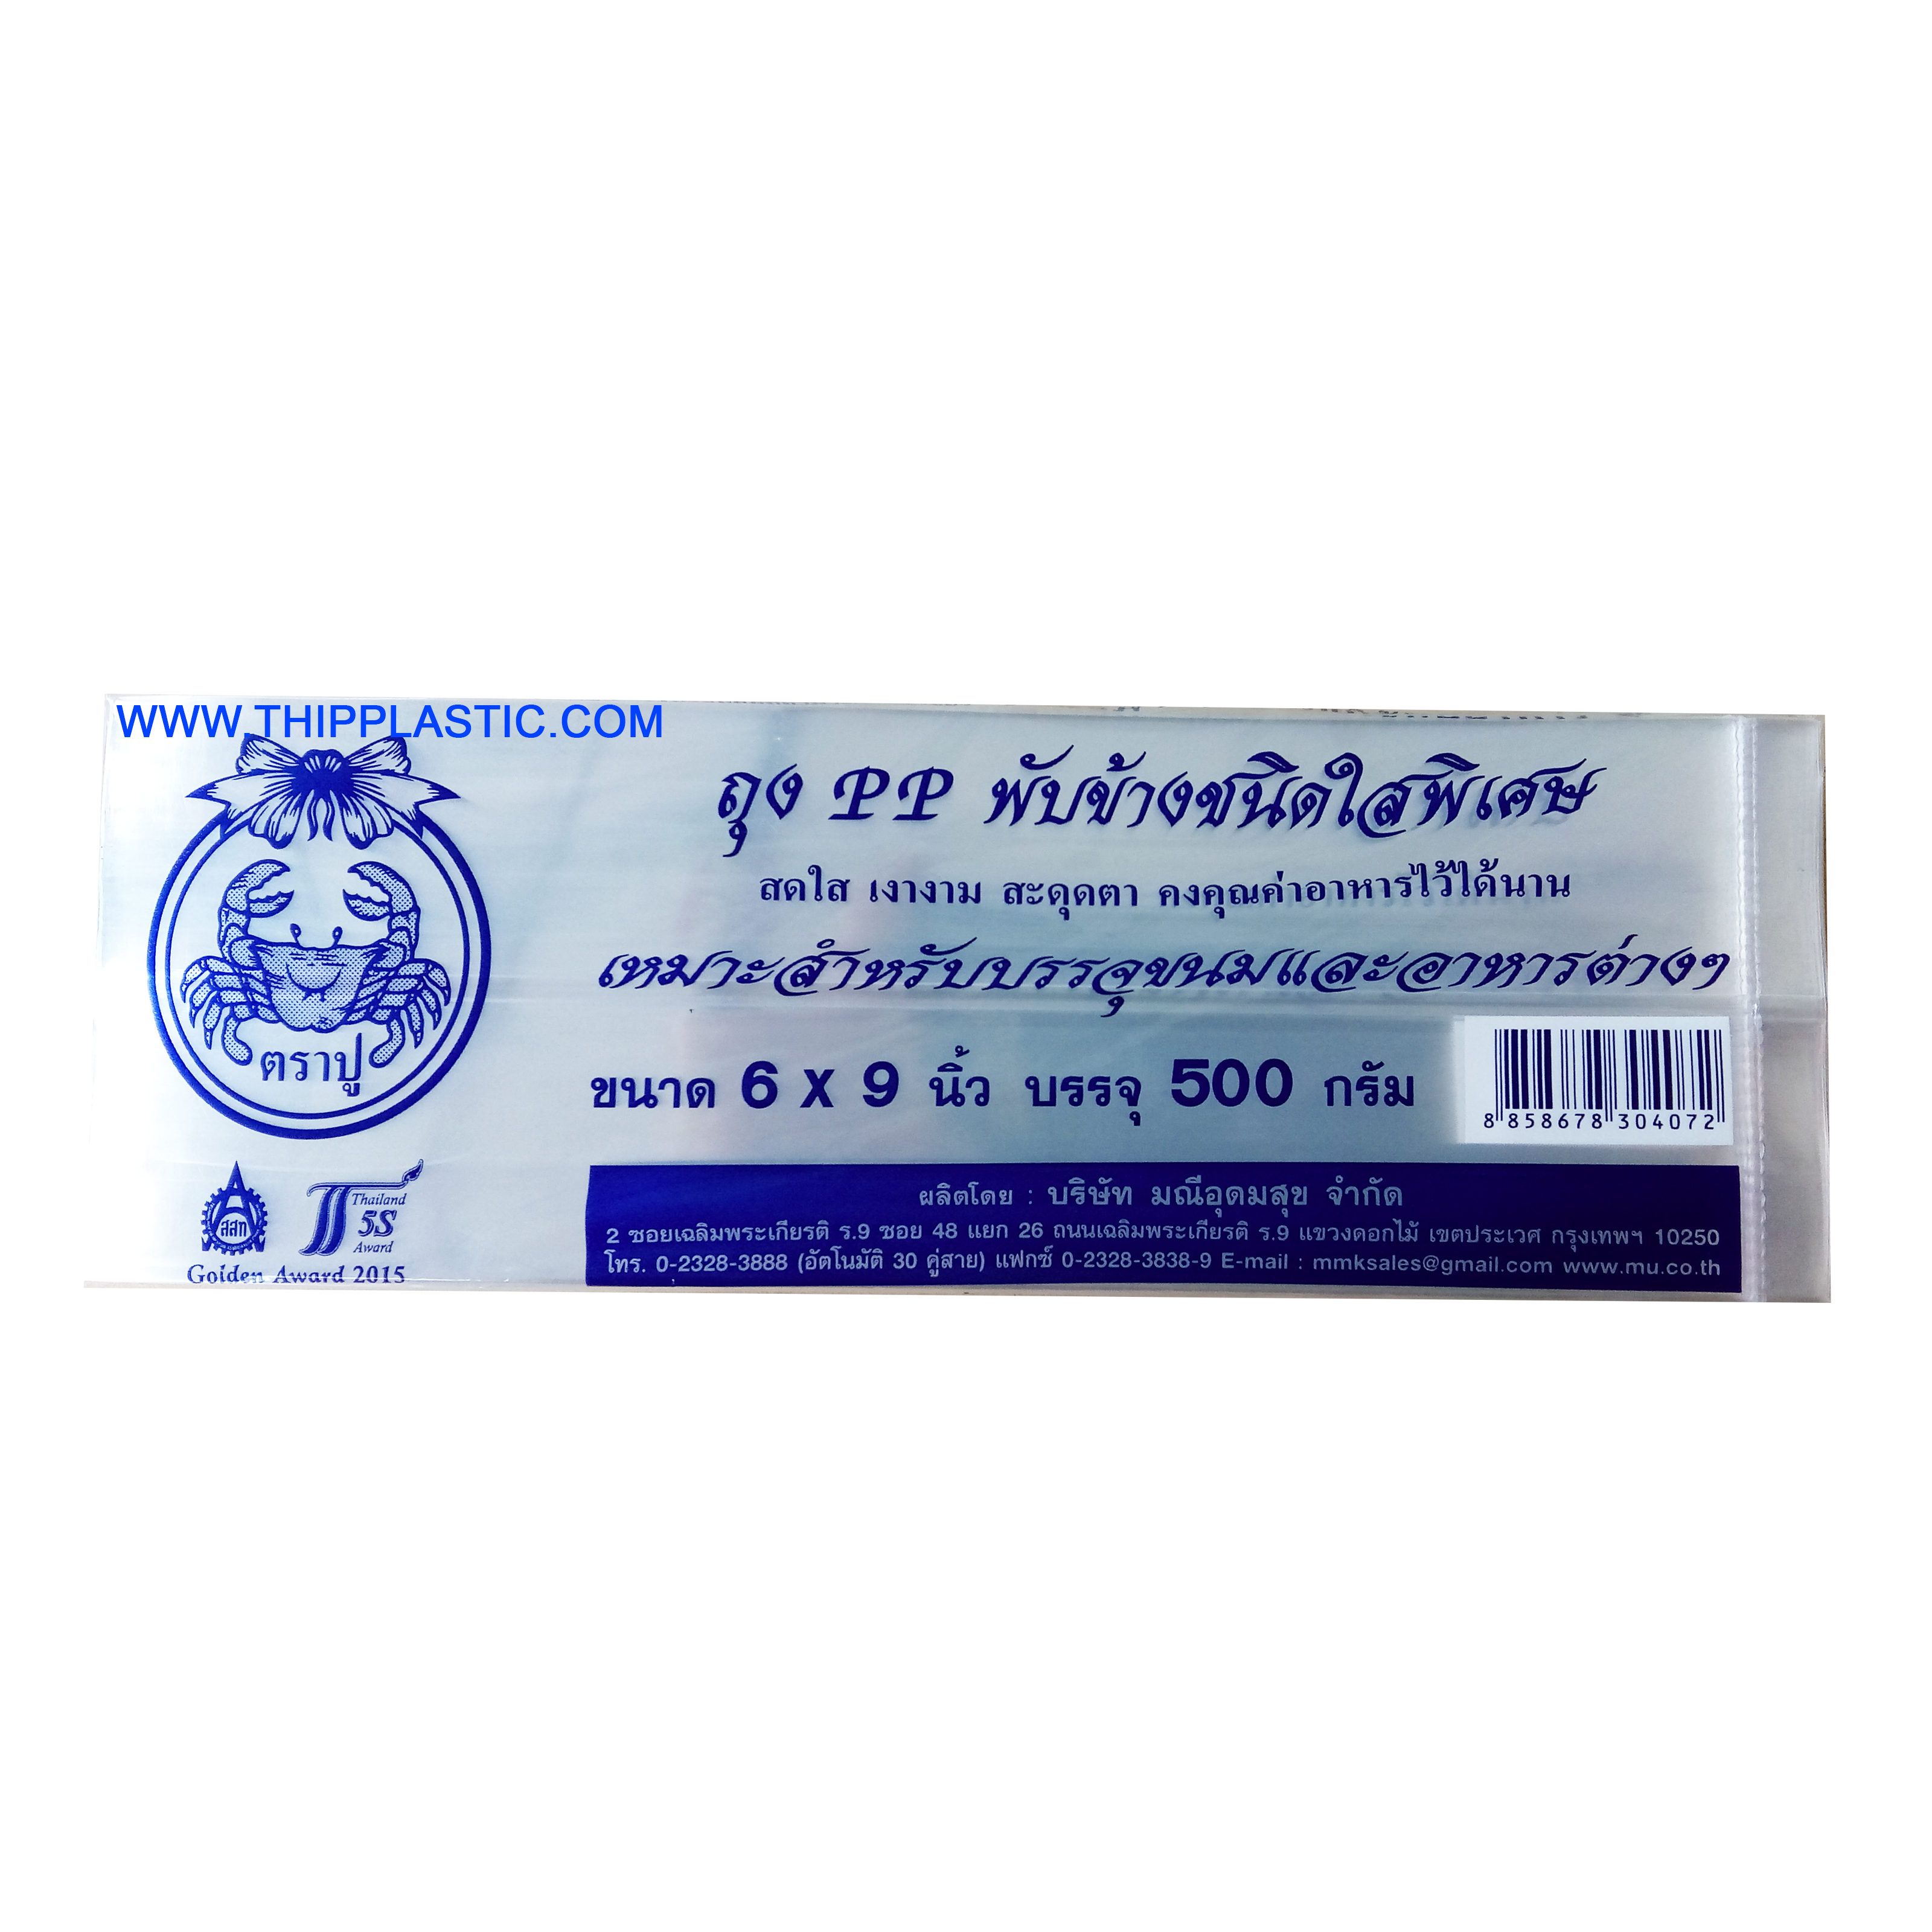 WWW.THIPPLASTIC.COM
ถุง PP พับข้างชนิดใสพิเศษ
สดใส เงางาม สะดุดตา คงคุณค่าอาหารไว้ได้นาน
เหมาะสำหรับบรรจุขนมและอาหารต่างๆ
ตราปู
ขนาด 6 x 9 นิ้ว บรรจุ 500 กรัม
8 858678 304072
สสท
Thailand
5S
Award
Golden Award 2015
ผลิตโดย : บริษัท มณีอุดมสุข จำกัด
2 ซอยเฉลิมพระเกียรติ ร.9 ซอย 48 แยก 26 ถนนเฉลิมพระเกียรติ ร.9 แขวงดอกไม้ เขตประเวศ กรุงเทพฯ 10250
โทร. 0-2328-3888 (อัตโนมัติ 30 คู่สาย) แฟกซ์ 0-2328-3838-9 E-mail : mmksales@gmail.com www.mu.co.th